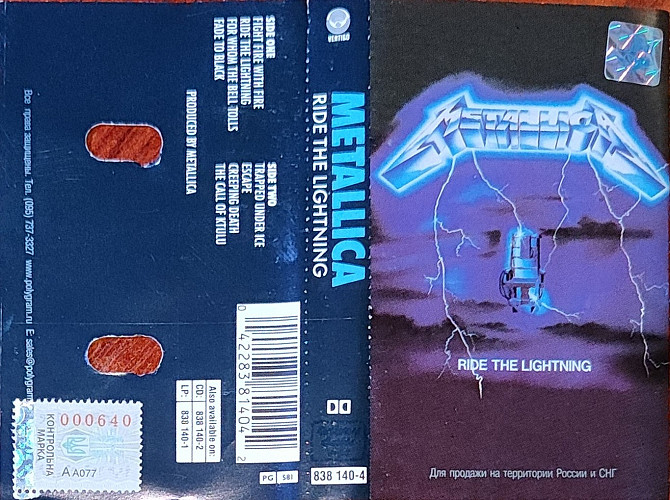 SIDE ONE
FIGHT FIRE WITH FIRE
RIDE THE LIGHTNING
FOR WHOM THE BELL TOLLS
FADE TO BLACK
SIDE TWO
TRAPPED UNDER ICE
ESCAPE
CREEPING DEATH
THE CALL OF KTULU
PRODUCED BY METALLICA
Все права защищены. Тел. (095) 737-3327 www.polygram.ru E. sales@polygram
0 42283 81404 2
Also available on:
CD: 838 140-2
LP: 838 140-1
000640
КОНТРОЛЬНА
МАРКА
А АА077
VERTIGO
METALLICA
RIDE THE LIGHTNING
PG SBI
838 140-4
METALLICA
RIDE THE LIGHTNING
Для продажи на территории России и СНГ